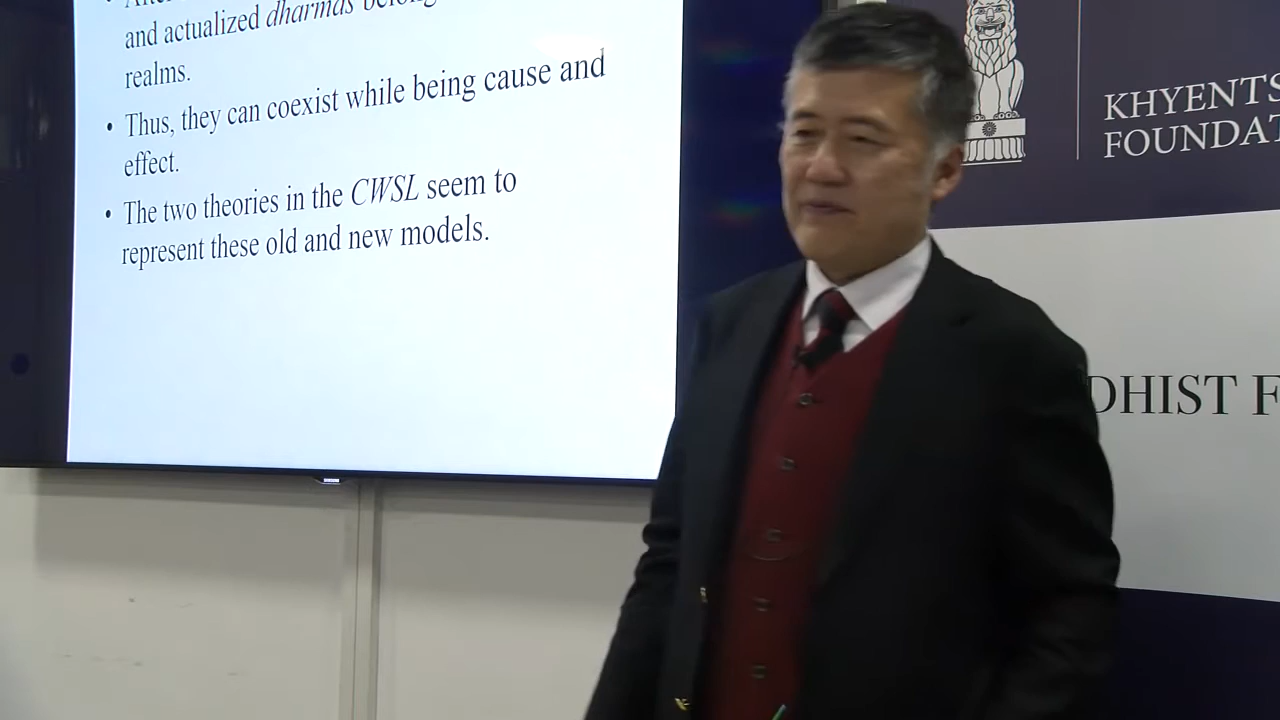 and actualized dharmas
realms.
• Thus, they can coexist while being cause and
effect.
• The two theories in the CWSL seem to
represent these old and new models.
KHYENTS
FOUNDAT
DHIST F
SAMSUNG